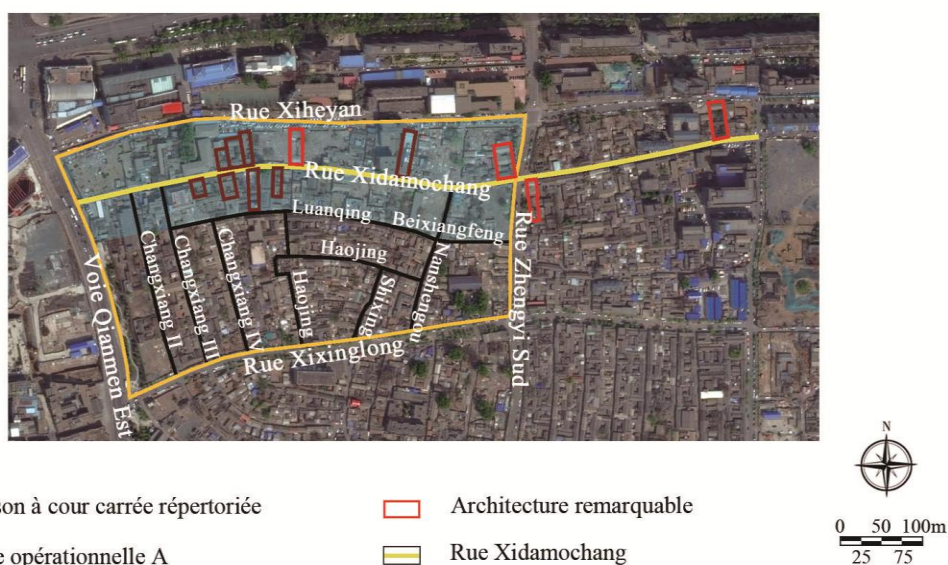 Rue Xiheyan
Rue Xidamochang
Luanqing
Beixiangfeng
Haojing
Nanshengou
Changxiang II
Changxiang III
Changxiang IV
Haojing
Shixing
Rue Xixinglong
Voie Qianmen Est
Rue Zhengyi Sud
N
son à cour carrée répertoriée
Architecture remarquable
e opérationnelle A
Rue Xidamochang
0 50 100m
25 75